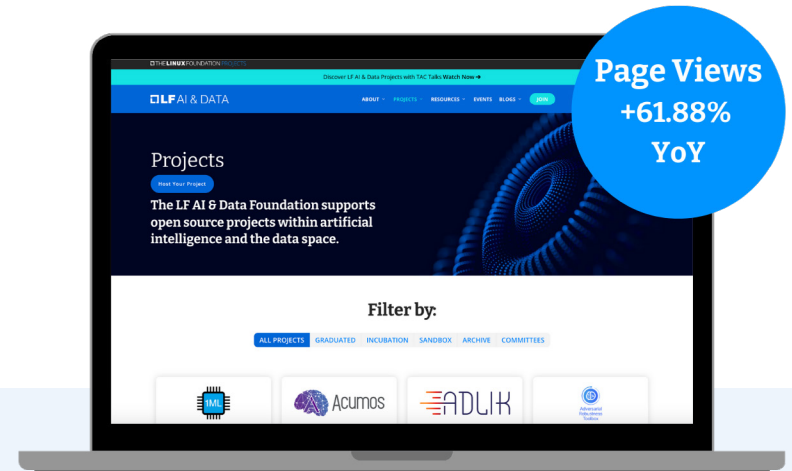 THE LINUX FOUNDATION PROJECTS
Discover LF AI & Data Projects with TAC Talks Watch Now →
LF AI & DATA
ABOUT PROJECTS RESOURCES EVENTS BLOGS JOIN
Page Views
+61.88%
YoY
Projects
Host Your Project
The LF AI & Data Foundation supports
open source projects within artificial
intelligence and the data space.
Filter by:
ALL PROJECTS GRADUATED INCUBATION SANDBOX ARCHIVE COMMITTEES
1ML
Acumos
ADLIK
Adversarial
Robustness
Toolbox